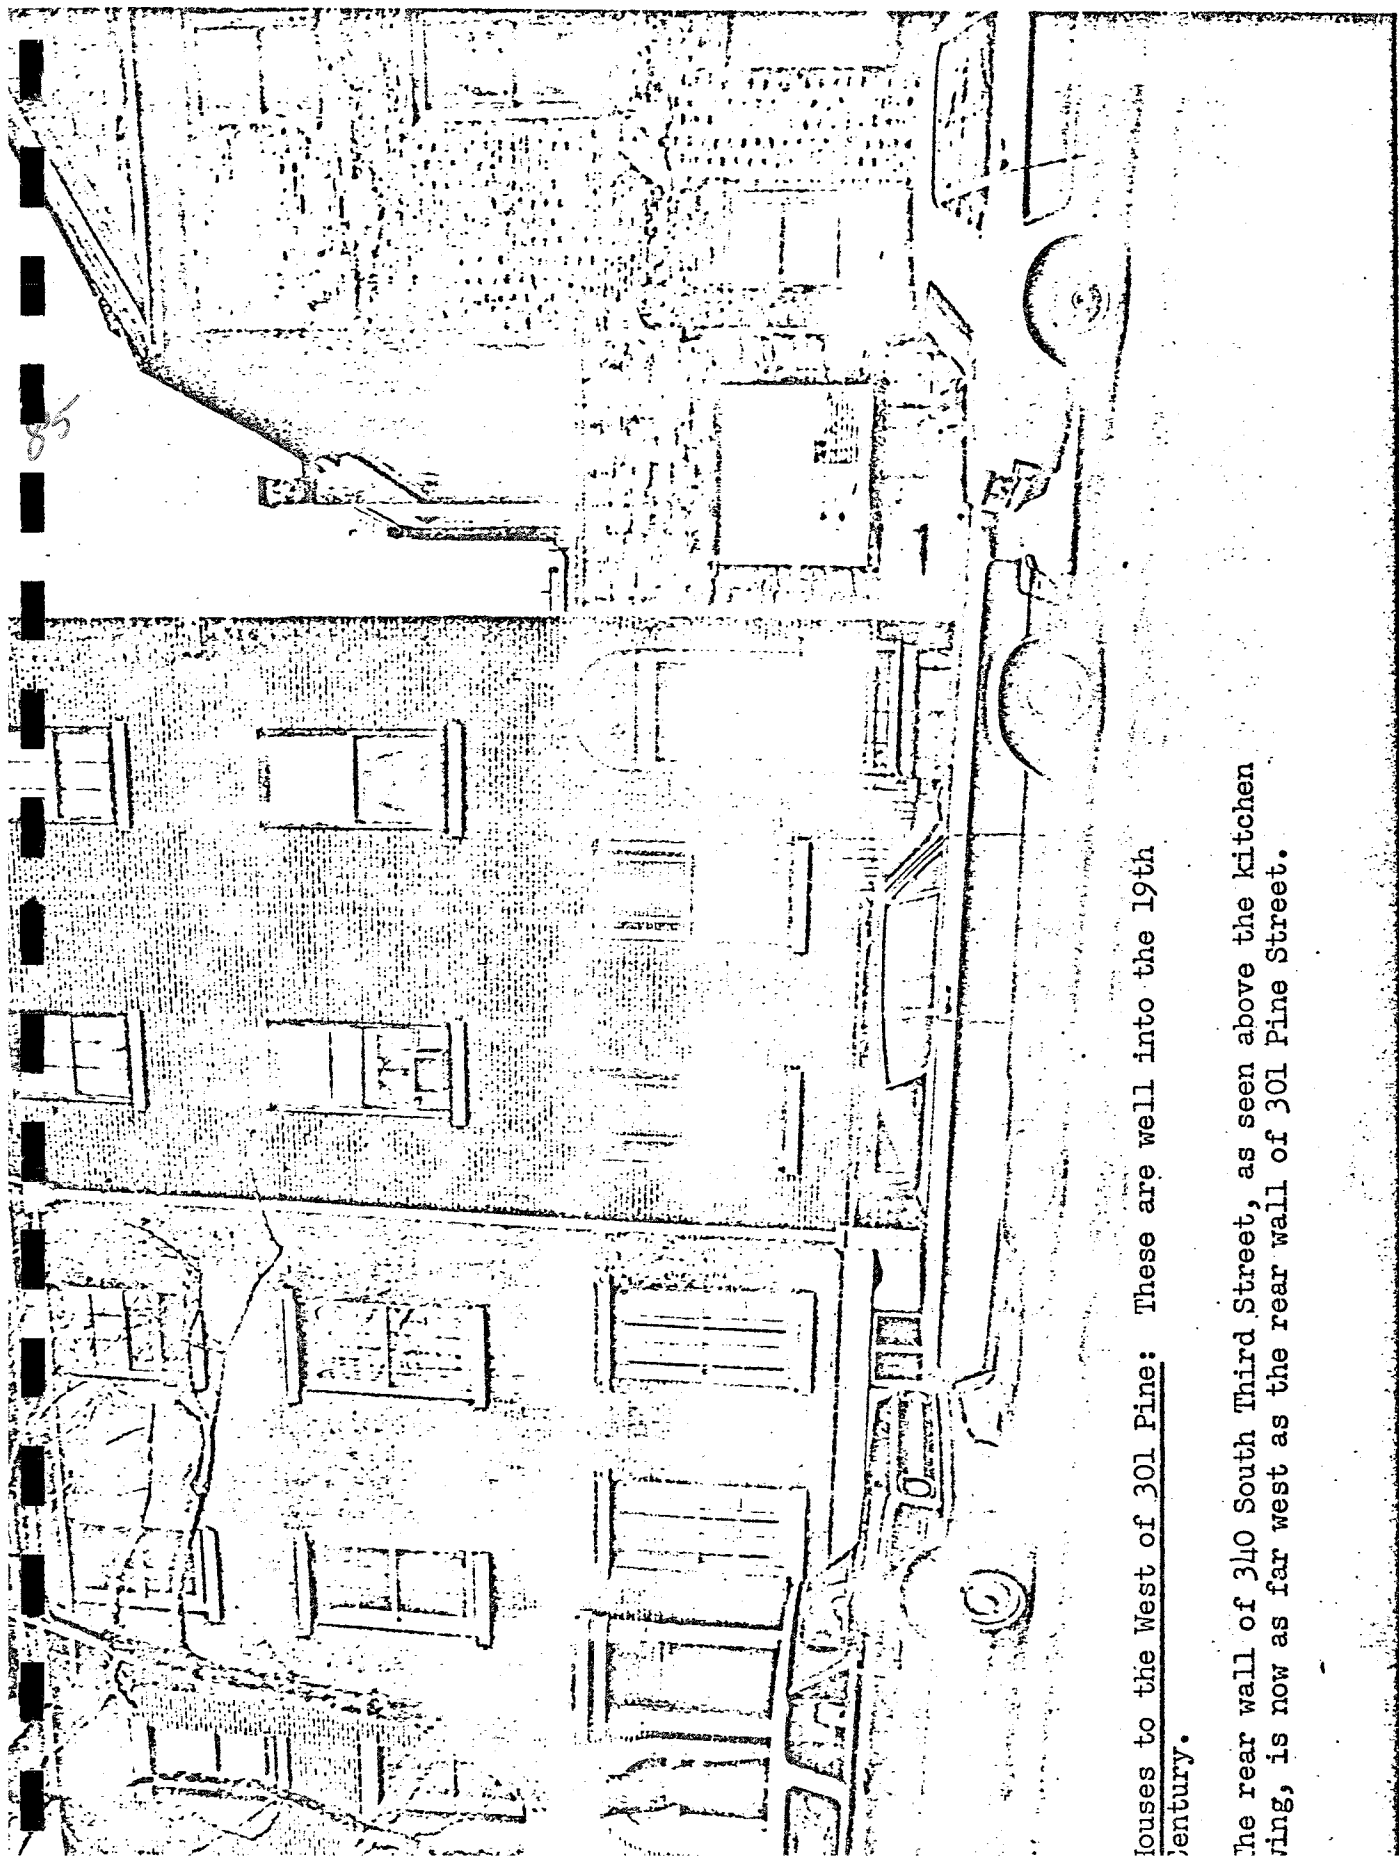 85
Houses to the West of 301 Pine: These are well into the 19th
Century.
The rear wall of 340 South Third Street, as seen above the kitchen
wing, is now as far west as the rear wall of 301 Pine Street.